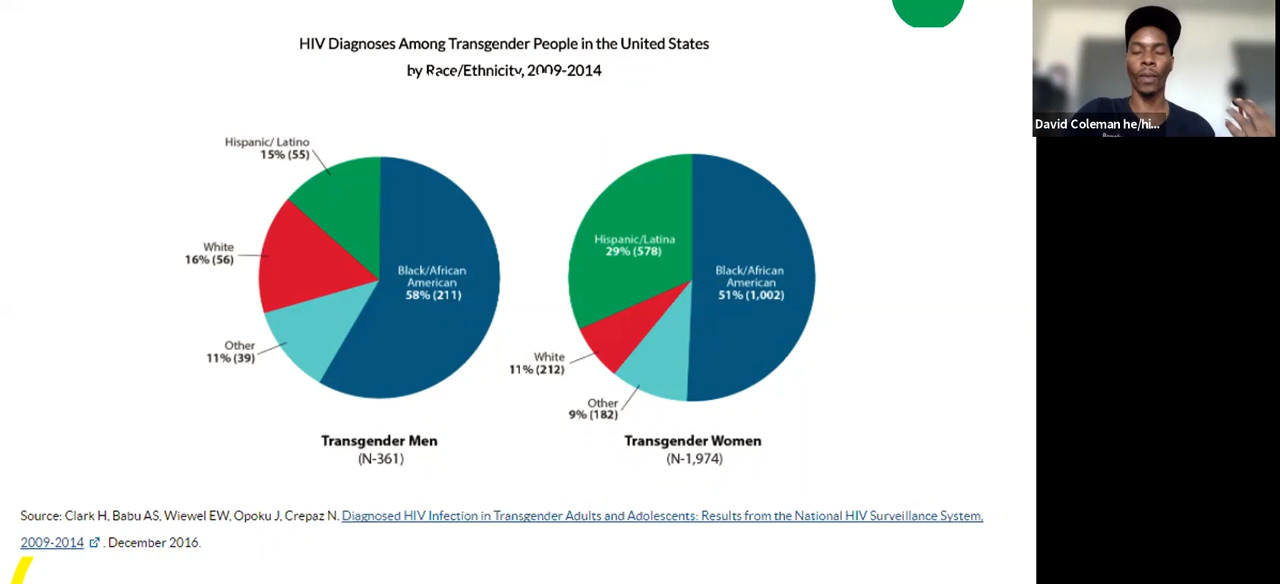 HIV Diagnoses Among Transgender People in the United States
by Race/Ethnicity, 2009-2014
David Coleman he/hi...
Hispanic/ Latino
15% (55)
White
16% (56)
Other
11% (39)
Black/African
American
58% (211)
Transgender Men
(N-361)
Hispanic/Latina
29% (578)
Black/African
American
51% (1,002)
White
11% (212)
Other
9% (182)
Transgender Women
(N-1,974)
Source: Clark H, Babu AS, Wiewel EW, Opoku J, Crepaz N. Diagnosed HIV Infection in Transgender Adults and Adolescents: Results from the National HIV Surveillance System,
2009-2014 . December 2016.